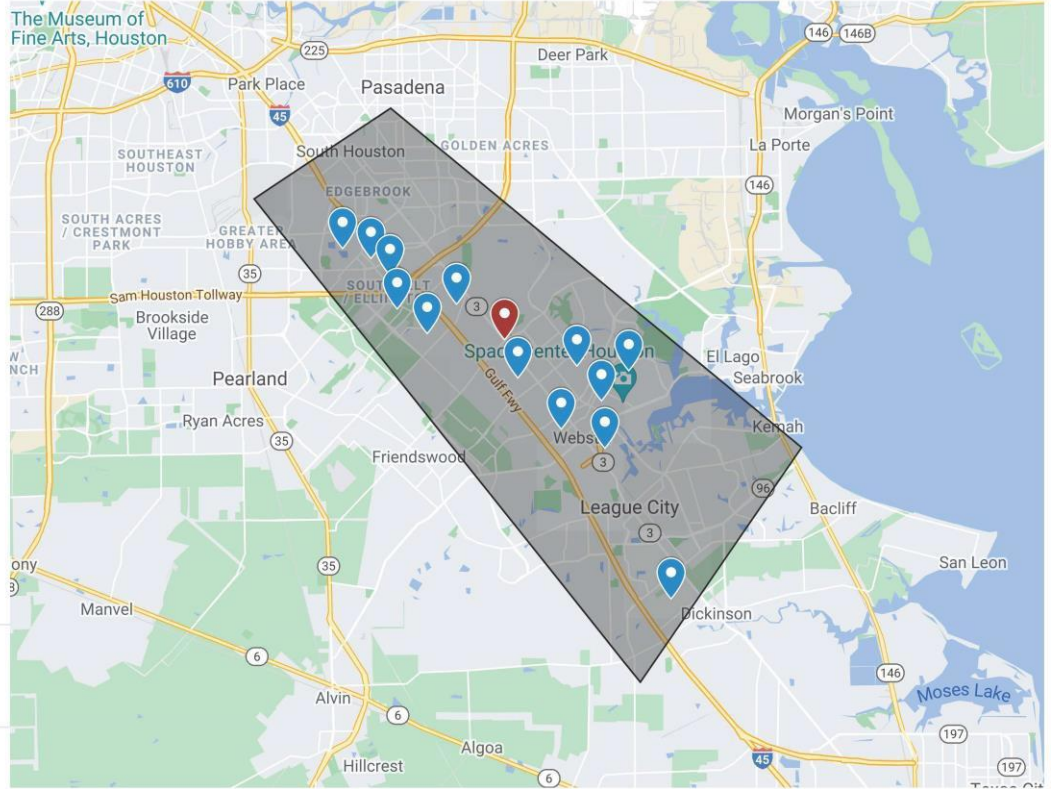 The Museum of
Fine Arts, Houston
225
610
Park Place
45
Pasadena
Deer Park
146
146B
Morgan's Point
La Porte
SOUTHEAST
HOUSTON
South Houston
GOLDEN ACRES
146
EDGEBROOK
SOUTH ACRES
/ CRESTMONT
PARK
GREATER
HOBBY AREA
35
Sam Houston Tollway
288
Brookside
Village
3
Pearland
El Lago
Seabrook
Gulf Fwy
Ryan Acres
35
Kemah
Friendswood
3
96
League City
Bacliff
3
35
San Leon
Manvel
Dickinson
6
146
Moses Lake
Alvin
6
197
Algoa
45
197
Hillcrest
6